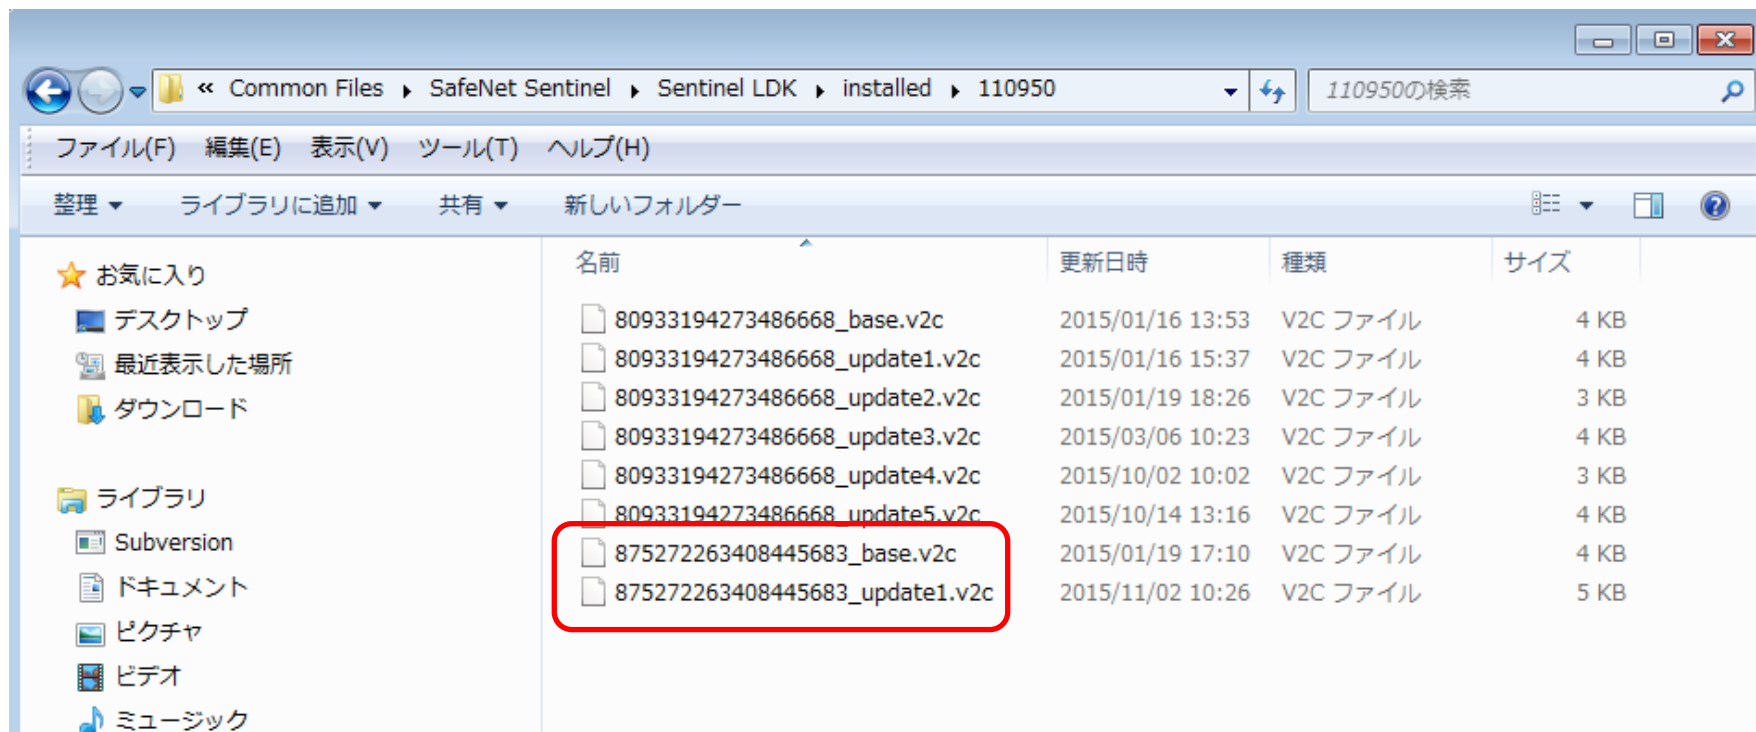 « Common Files ▸ SafeNet Sentinel ▸ Sentinel LDK ▸ installed ▸ 110950
110950の検索
ファイル(F) 編集(E) 表示(V) ツール(T) ヘルプ(H)
整理 ライブラリに追加 共有 新しいフォルダー
お気に入り
デスクトップ
最近表示した場所
ダウンロード
ライブラリ
Subversion
ドキュメント
ピクチャ
ビデオ
ミュージック
名前 更新日時 種類 サイズ
80933194273486668_base.v2c 2015/01/16 13:53 V2C ファイル 4 KB
80933194273486668_update1.v2c 2015/01/16 15:37 V2C ファイル 4 KB
80933194273486668_update2.v2c 2015/01/19 18:26 V2C ファイル 3 KB
80933194273486668_update3.v2c 2015/03/06 10:23 V2C ファイル 4 KB
80933194273486668_update4.v2c 2015/10/02 10:02 V2C ファイル 3 KB
80933194273486668_update5.v2c 2015/10/14 13:16 V2C ファイル 4 KB
875272263408445683_base.v2c 2015/01/19 17:10 V2C ファイル 4 KB
875272263408445683_update1.v2c 2015/11/02 10:26 V2C ファイル 5 KB